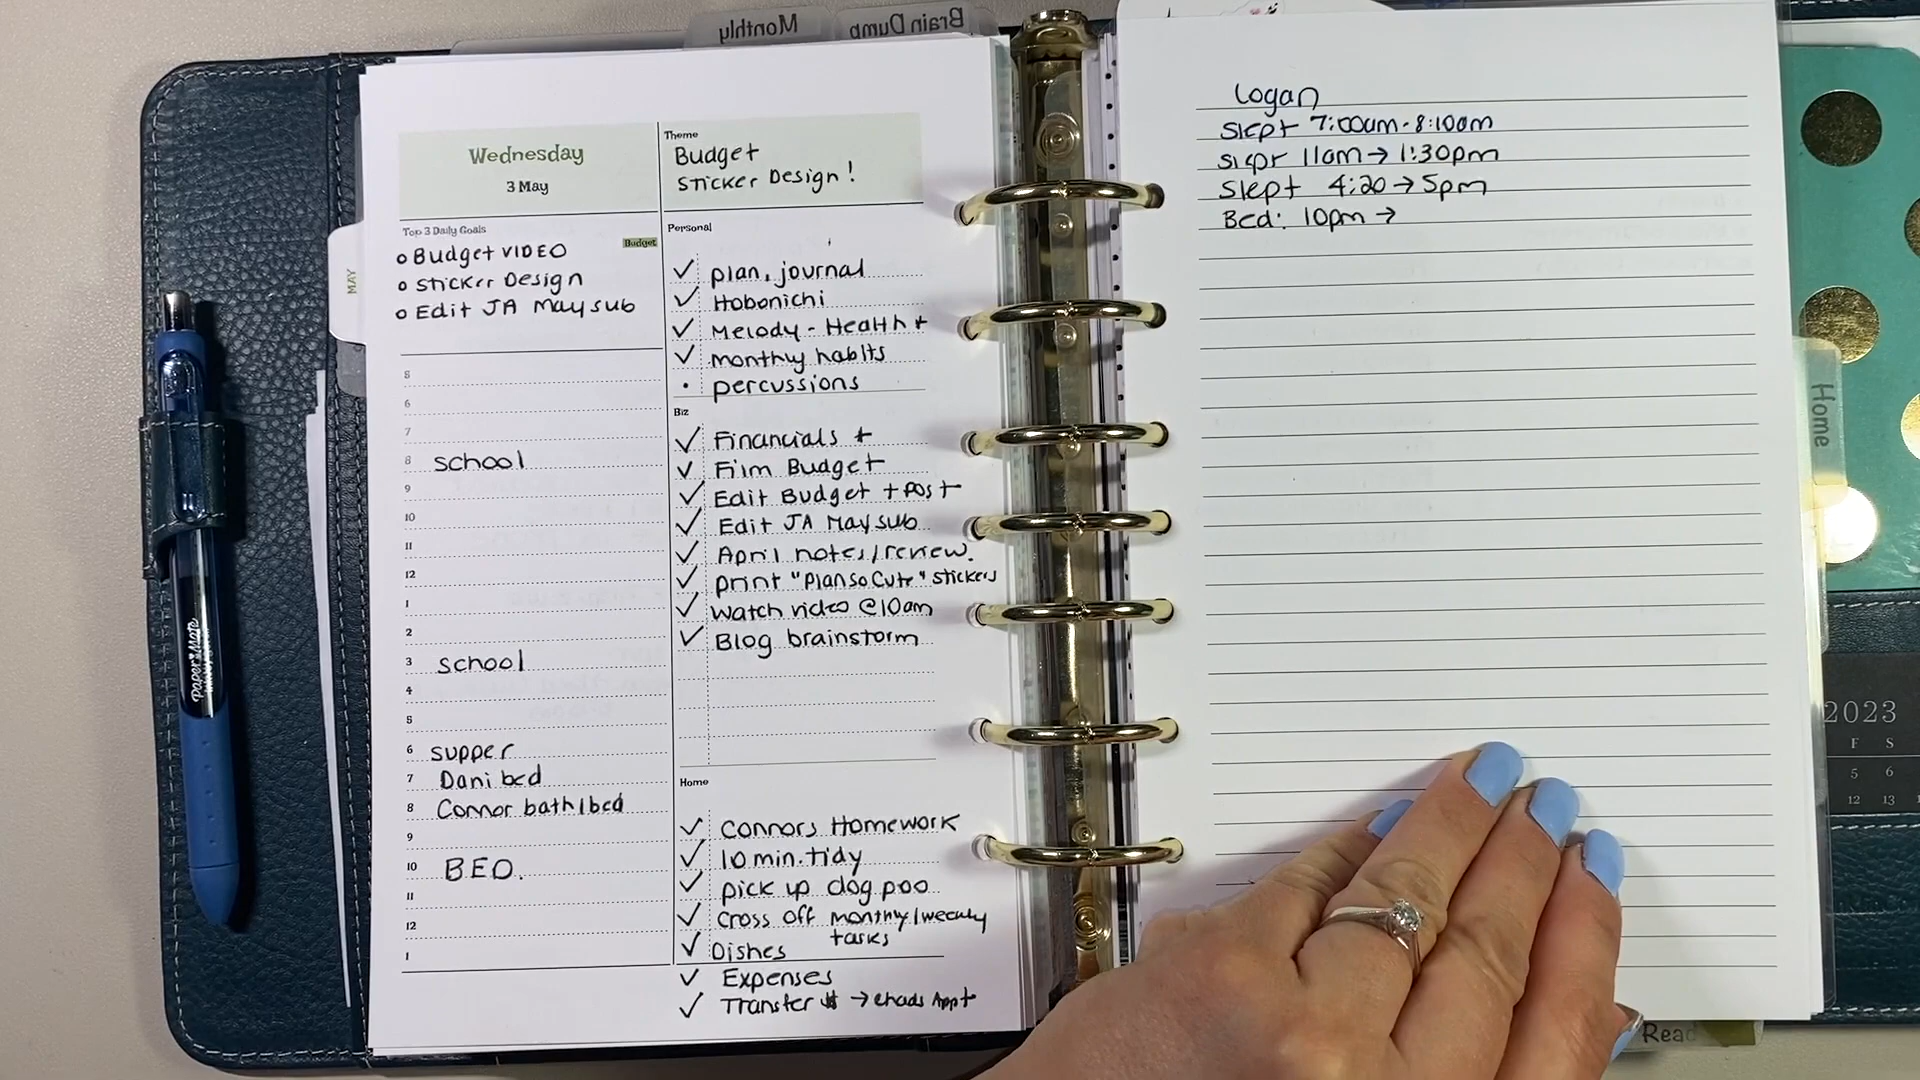 Monthly
Brain Dump
Wednesday
3 May
Theme
Budget
Sticker Design!
Top 3 Daily Goals
Budget
Budget VIDEO
Sticker Design
Edit JA May sub
MAY
8
6
7
8 school
9
10
11
12
1
2
3 school
4
5
6 supper
7 Dani bed
8 Connor bath/bed
9
10 BED.
11
12
1
Personal
✓ plan, journal
✓ Hobonichi
✓ Melody - Health +
✓ monthly habits
• percussions
Biz
✓ Financials +
✓ Film Budget
✓ Edit Budget + post
✓ Edit JA May sub
✓ April notes/review.
✓ print "Plan so Cute" stickers
✓ watch video @10am
✓ Blog brainstorm
Home
✓ Connors Homework
✓ 10 min. tidy
✓ pick up dog poo
✓ Cross off monthly/weekly
tasks
✓ Dishes
✓ Expenses
✓ Transfer $ → Chads Appt
Logan
Slept 7:00am - 8:10am
Slept 11am → 1:30pm
Slept 4:20 → 5pm
Bed: 10pm →
Home
2023
F S
5 6
12 13
Read
Paper Mate